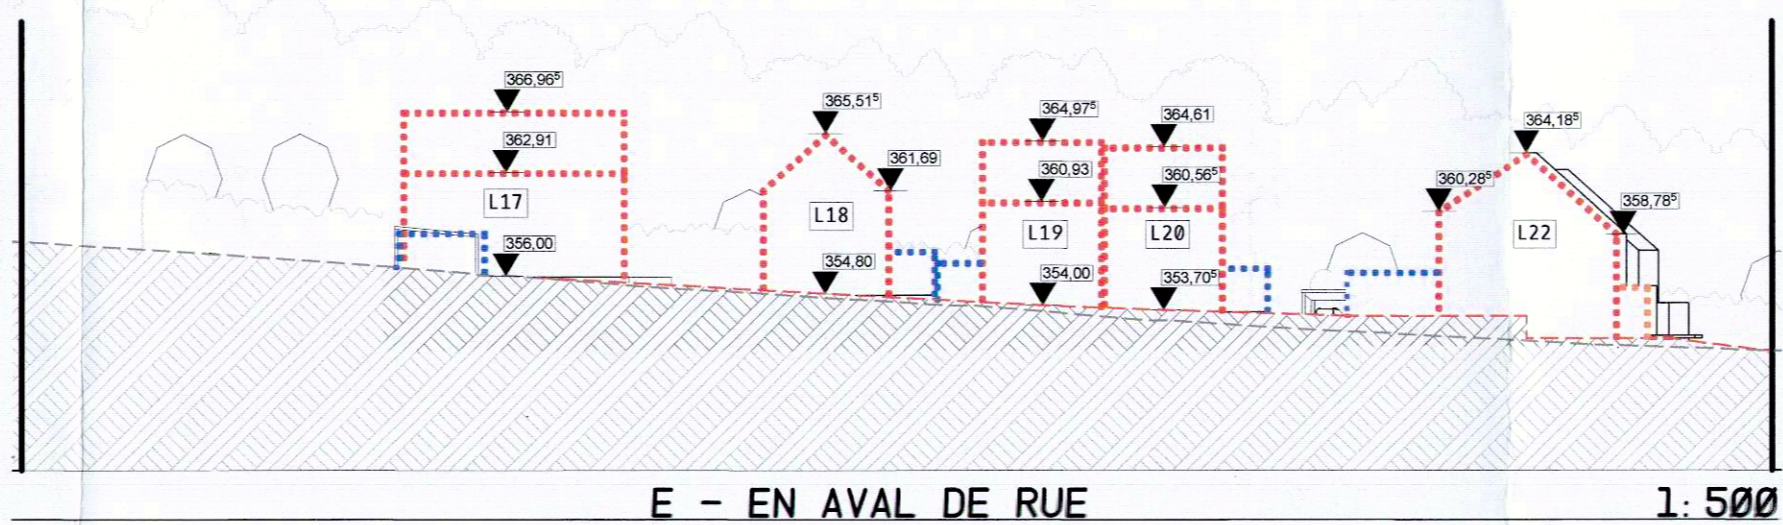 366,96⁵
362,91
L17
356,00
365,51⁵
361,69
L18
354,80
364,97⁵
360,93
L19
354,00
364,61
360,56⁵
L20
353,70⁵
364,18⁵
360,28⁵
358,78⁵
L22
E - EN AVAL DE RUE
1:500